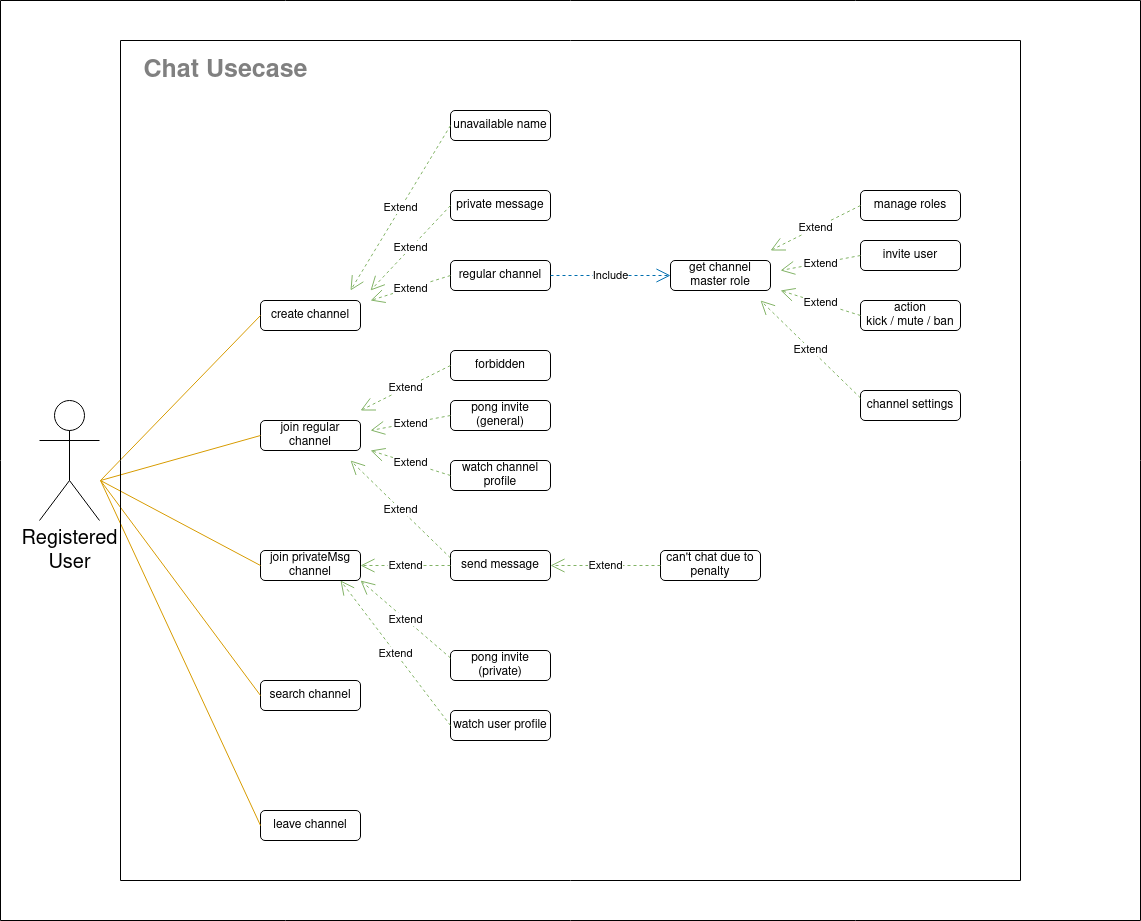 Chat Usecase
unavailable name
private message
manage roles
Extend
Extend
invite user
Extend
Extend
regular channel
Include
get channel
master role
Extend
Extend
action
kick / mute / ban
create channel
Extend
forbidden
Extend
channel settings
pong invite
(general)
Extend
join regular
channel
Extend
watch channel
profile
Extend
Registered
User
join privateMsg
channel
Extend
send message
Extend
can't chat due to
penalty
Extend
Extend
pong invite
(private)
search channel
watch user profile
leave channel